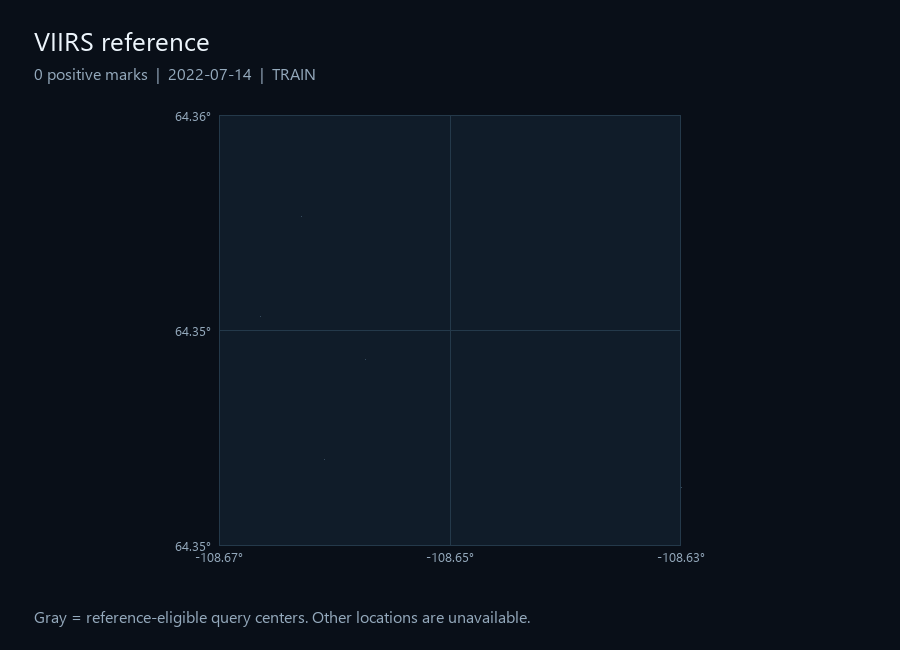 VIIRS reference
0 positive marks | 2022-07-14 | TRAIN
64.36°
64.35°
64.35°
-108.67°
-108.65°
-108.63°
Gray = reference-eligible query centers. Other locations are unavailable.